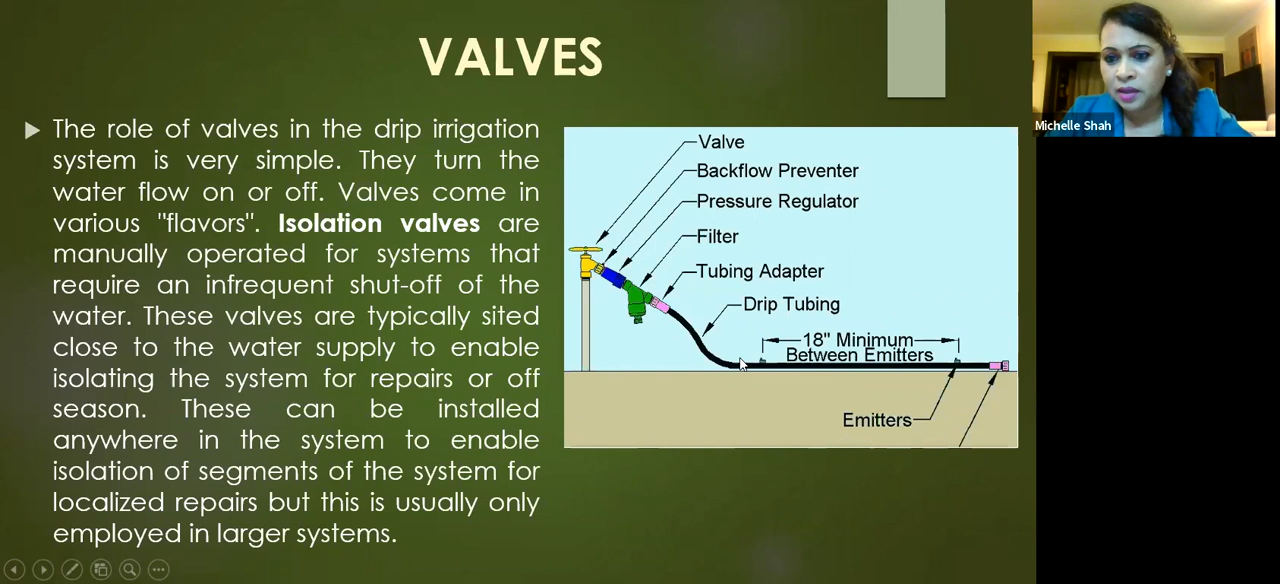 VALVES
The role of valves in the drip irrigation
system is very simple. They turn the
water flow on or off. Valves come in
various "flavors". Isolation valves are
manually operated for systems that
require an infrequent shut-off of the
water. These valves are typically sited
close to the water supply to enable
isolating the system for repairs or off
season. These can be installed
anywhere in the system to enable
isolation of segments of the system for
localized repairs but this is usually only
employed in larger systems.
Valve
Backflow Preventer
Pressure Regulator
Filter
Tubing Adapter
Drip Tubing
18" Minimum
Between Emitters
Emitters
Michelle Shah